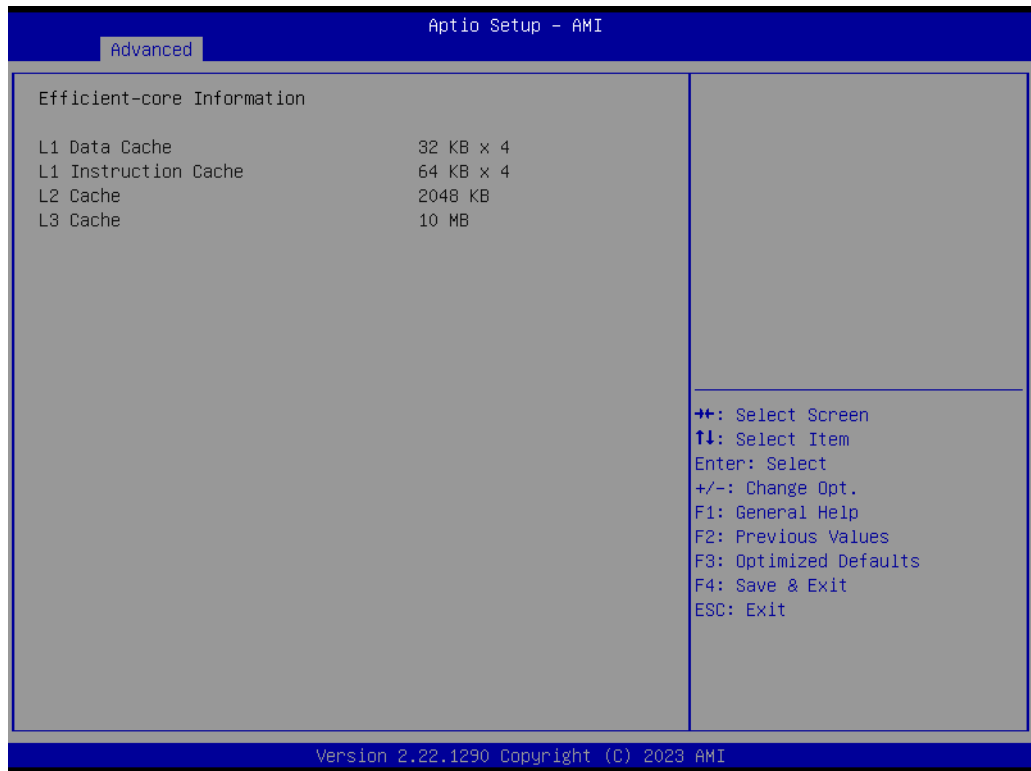 Aptio Setup – AMI
Advanced
Efficient-core Information
L1 Data Cache 32 KB x 4
L1 Instruction Cache 64 KB x 4
L2 Cache 2048 KB
L3 Cache 10 MB
→←: Select Screen
↑↓: Select Item
Enter: Select
+/-: Change Opt.
F1: General Help
F2: Previous Values
F3: Optimized Defaults
F4: Save & Exit
ESC: Exit
Version 2.22.1290 Copyright (C) 2023 AMI